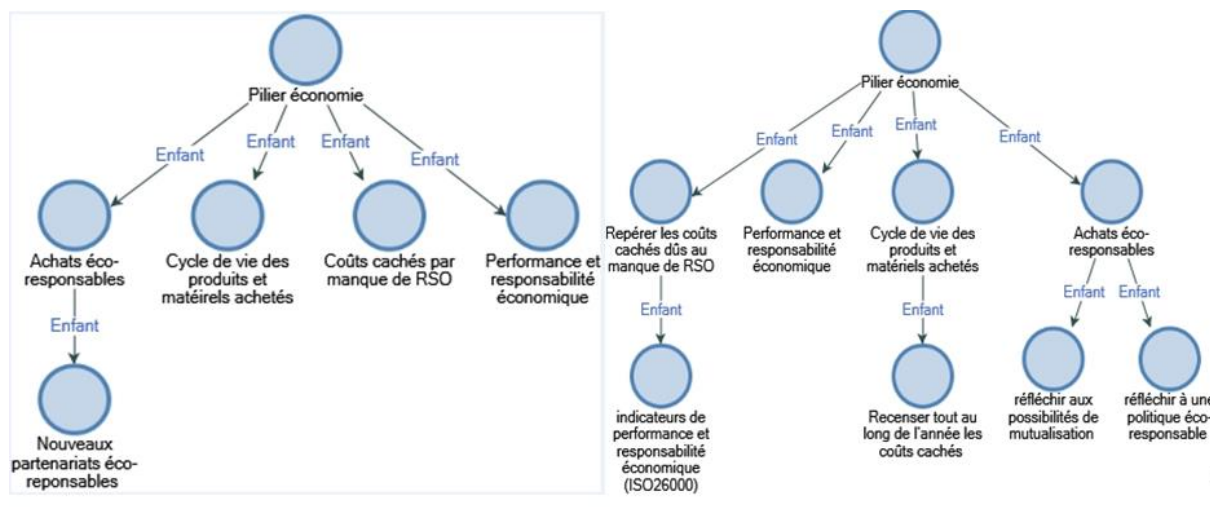 Pilier économie
Enfant
Enfant
Enfant
Enfant
Achats éco-
responsables
Cycle de vie des
produits et
matéirels achetés
Coûts cachés par
manque de RSO
Performance et
responsabilité
économique
Enfant
Nouveaux
partenariats éco-
reponsables
Pilier économie
Enfant
Enfant
Enfant
Enfant
Repérer les coûts
cachés dûs au
manque de RSO
Performance et
responsabilité
économique
Cycle de vie des
produits et
matériels achetés
Achats éco-
responsables
Enfant
Enfant
Enfant
Enfant
indicateurs de
performance et
responsabilité
économique
(ISO26000)
Recenser tout au
long de l'année les
coûts cachés
réfléchir aux
possibilités de
mutualisation
réfléchir à une
politique éco-
responsable